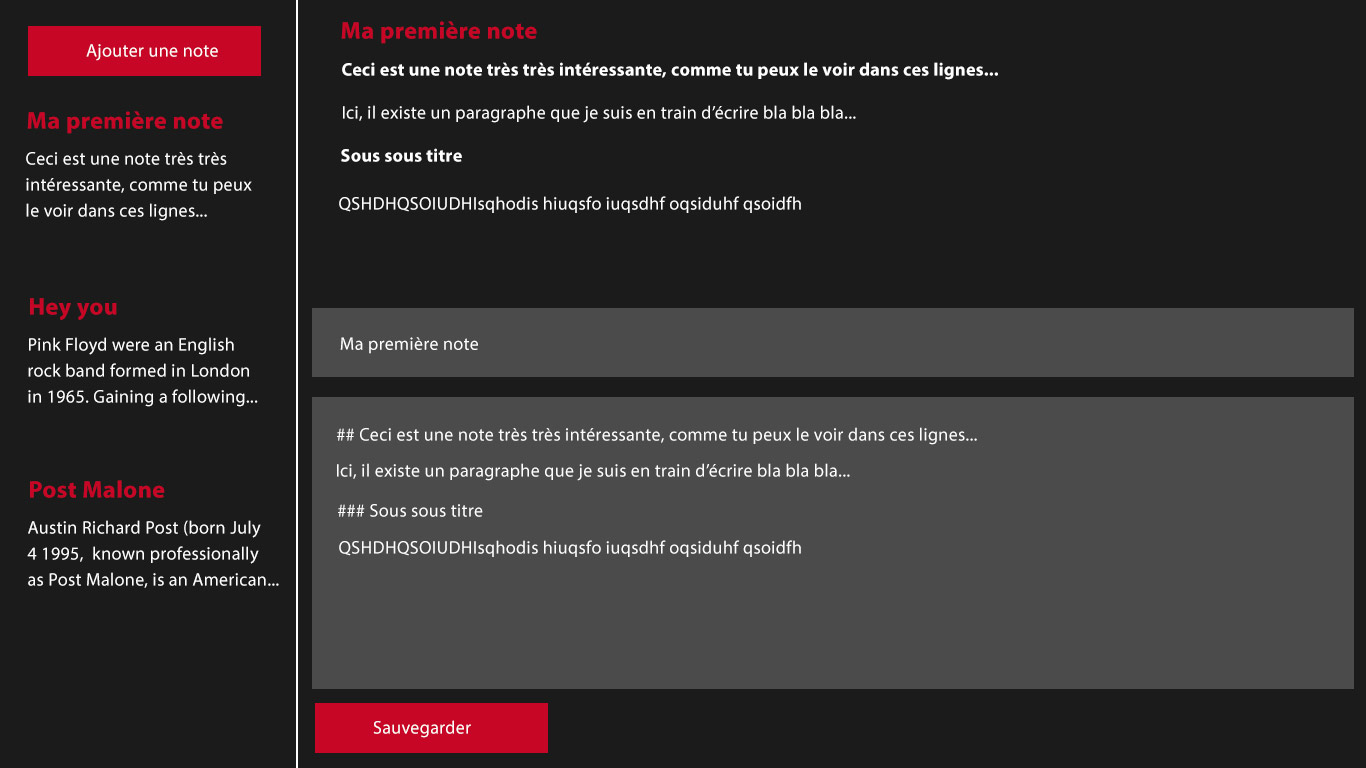 Ajouter une note
Ma première note
Ceci est une note très très
intéressante, comme tu peux
le voir dans ces lignes...
Hey you
Pink Floyd were an English
rock band formed in London
in 1965. Gaining a following...
Post Malone
Austin Richard Post (born July
4 1995,  known professionally
as Post Malone, is an American...
Ma première note
Ceci est une note très très intéressante, comme tu peux le voir dans ces lignes...
Ici, il existe un paragraphe que je suis en train d’écrire bla bla bla...
Sous sous titre
QSHDHQSOIUDHIsqhodis hiuqsfo iuqsdhf oqsiduhf qsoidfh
Ma première note
## Ceci est une note très très intéressante, comme tu peux le voir dans ces lignes...
Ici, il existe un paragraphe que je suis en train d’écrire bla bla bla...
### Sous sous titre
QSHDHQSOIUDHIsqhodis hiuqsfo iuqsdhf oqsiduhf qsoidfh
Sauvegarder